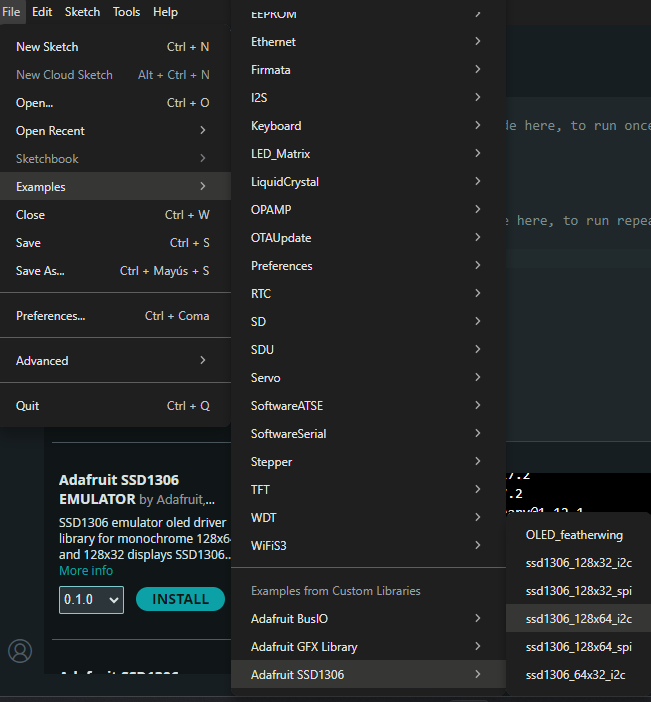 File Edit Sketch Tools Help
New Sketch Ctrl + N
New Cloud Sketch Alt + Ctrl + N
Open... Ctrl + O
Open Recent
Sketchbook
Examples
Close Ctrl + W
Save Ctrl + S
Save As... Ctrl + Mayús + S
Preferences... Ctrl + Coma
Advanced
Quit Ctrl + Q
EEPROM
Ethernet
Firmata
I2S
Keyboard
LED_Matrix
LiquidCrystal
OPAMP
OTAUpdate
Preferences
RTC
SD
SDU
Servo
SoftwareATSE
SoftwareSerial
Stepper
TFT
WDT
WiFiS3
Examples from Custom Libraries
Adafruit BusIO
Adafruit GFX Library
Adafruit SSD1306
OLED_featherwing
ssd1306_128x32_i2c
ssd1306_128x32_spi
ssd1306_128x64_i2c
ssd1306_128x64_spi
ssd1306_64x32_i2c
de here, to run once
e here, to run repea
7.2
.2
Adafruit SSD1306
EMULATOR by Adafruit,...
SSD1306 emulator oled driver
library for monochrome 128x6
and 128x32 displays SSD1306...
More info
0.1.0 INSTALL
Adafruit SSD1306